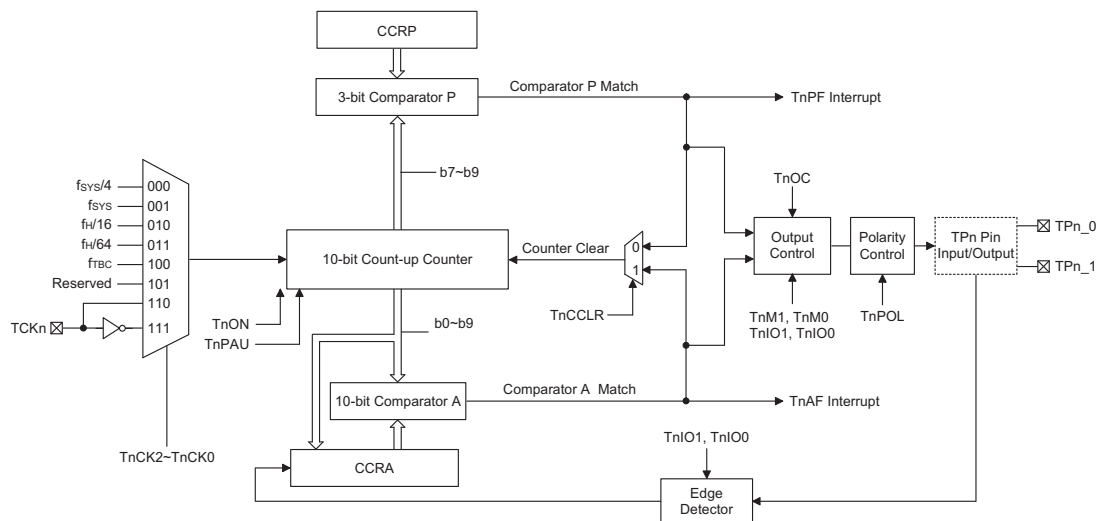 CCRP
3-bit Comparator P
Comparator P Match
TnPF Interrupt
b7~b9
fSYS/4
000
fSYS
001
fH/16
010
fH/64
011
fTBC
100
Reserved
101
110
111
TCKn
TnCK2~TnCK0
10-bit Count-up Counter
TnON
TnPAU
b0~b9
Counter Clear
0
1
TnCCLR
TnOC
Output
Control
TnM1, TnM0
TnIO1, TnIO0
Polarity
Control
TnPOL
TPn Pin
Input/Output
TPn_0
TPn_1
10-bit Comparator A
Comparator A Match
TnAF Interrupt
CCRA
TnIO1, TnIO0
Edge
Detector